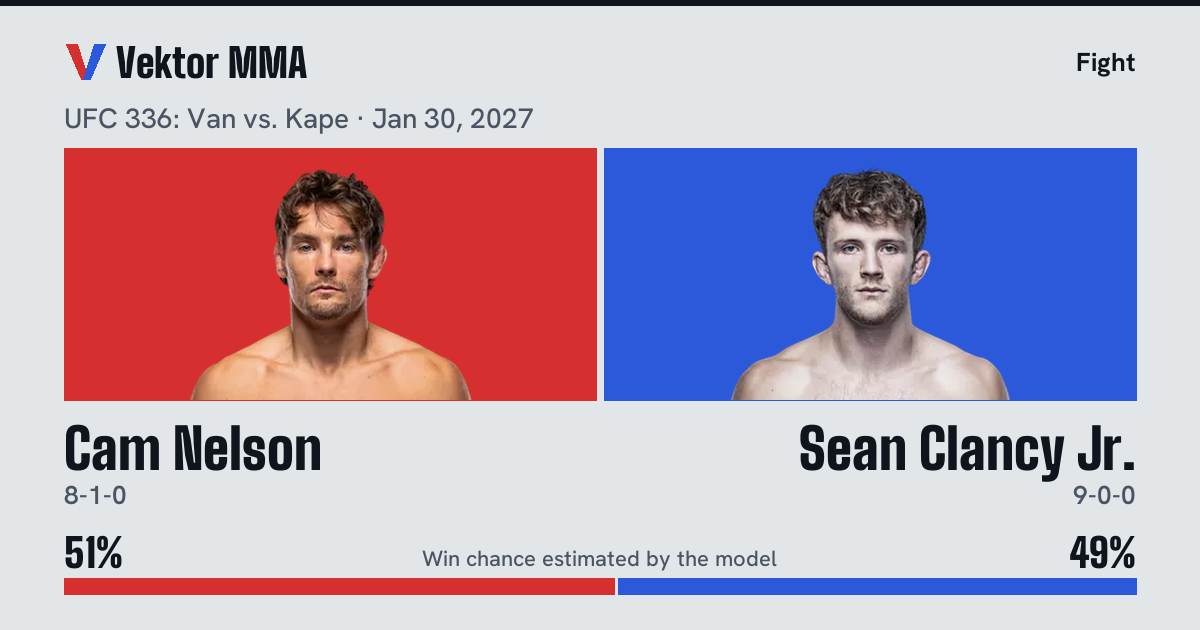 Vektor MMA
Fight
UFC 336: Van vs. Kape · Jan 30, 2027
Cam Nelson
Sean Clancy Jr.
8-1-0
9-0-0
51%
Win chance estimated by the model
49%